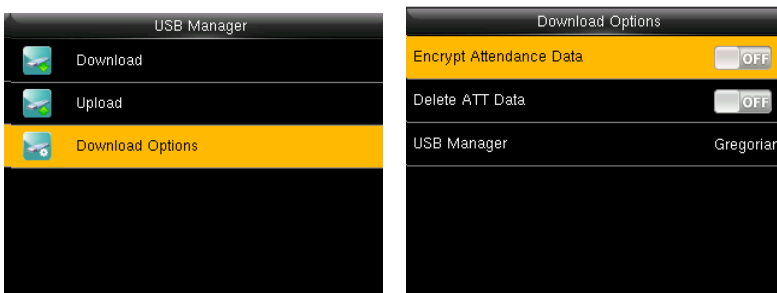 USB Manager
Download
Upload
Download Options
Download Options
Encrypt Attendance Data
OFF
Delete ATT Data
OFF
USB Manager
Gregorian